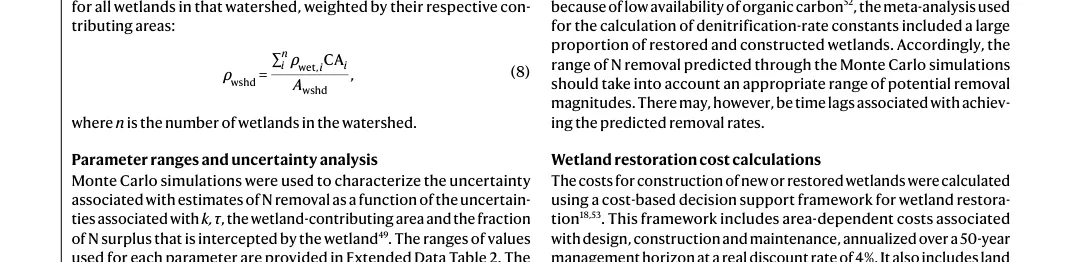 for all wetlands in that watershed, weighted by their respective con-
tributing areas:
ρwshd = Σᵢⁿ ρwet,i CAᵢ / Awshd , (8)
where n is the number of wetlands in the watershed.
Parameter ranges and uncertainty analysis
Monte Carlo simulations were used to characterize the uncertainty
associated with estimates of N removal as a function of the uncertain-
ties associated with k, τ, the wetland-contributing area and the fraction
of N surplus that is intercepted by the wetland⁴⁹. The ranges of values
used for each parameter are provided in Extended Data Table 2. The
because of low availability of organic carbon⁵², the meta-analysis used
for the calculation of denitrification-rate constants included a large
proportion of restored and constructed wetlands. Accordingly, the
range of N removal predicted through the Monte Carlo simulations
should take into account an appropriate range of potential removal
magnitudes. There may, however, be time lags associated with achiev-
ing the predicted removal rates.
Wetland restoration cost calculations
The costs for construction of new or restored wetlands were calculated
using a cost-based decision support framework for wetland restora-
tion¹⁸,⁵³. This framework includes area-dependent costs associated
with design, construction and maintenance, annualized over a 50-year
management horizon at a real discount rate of 4%. It also includes land